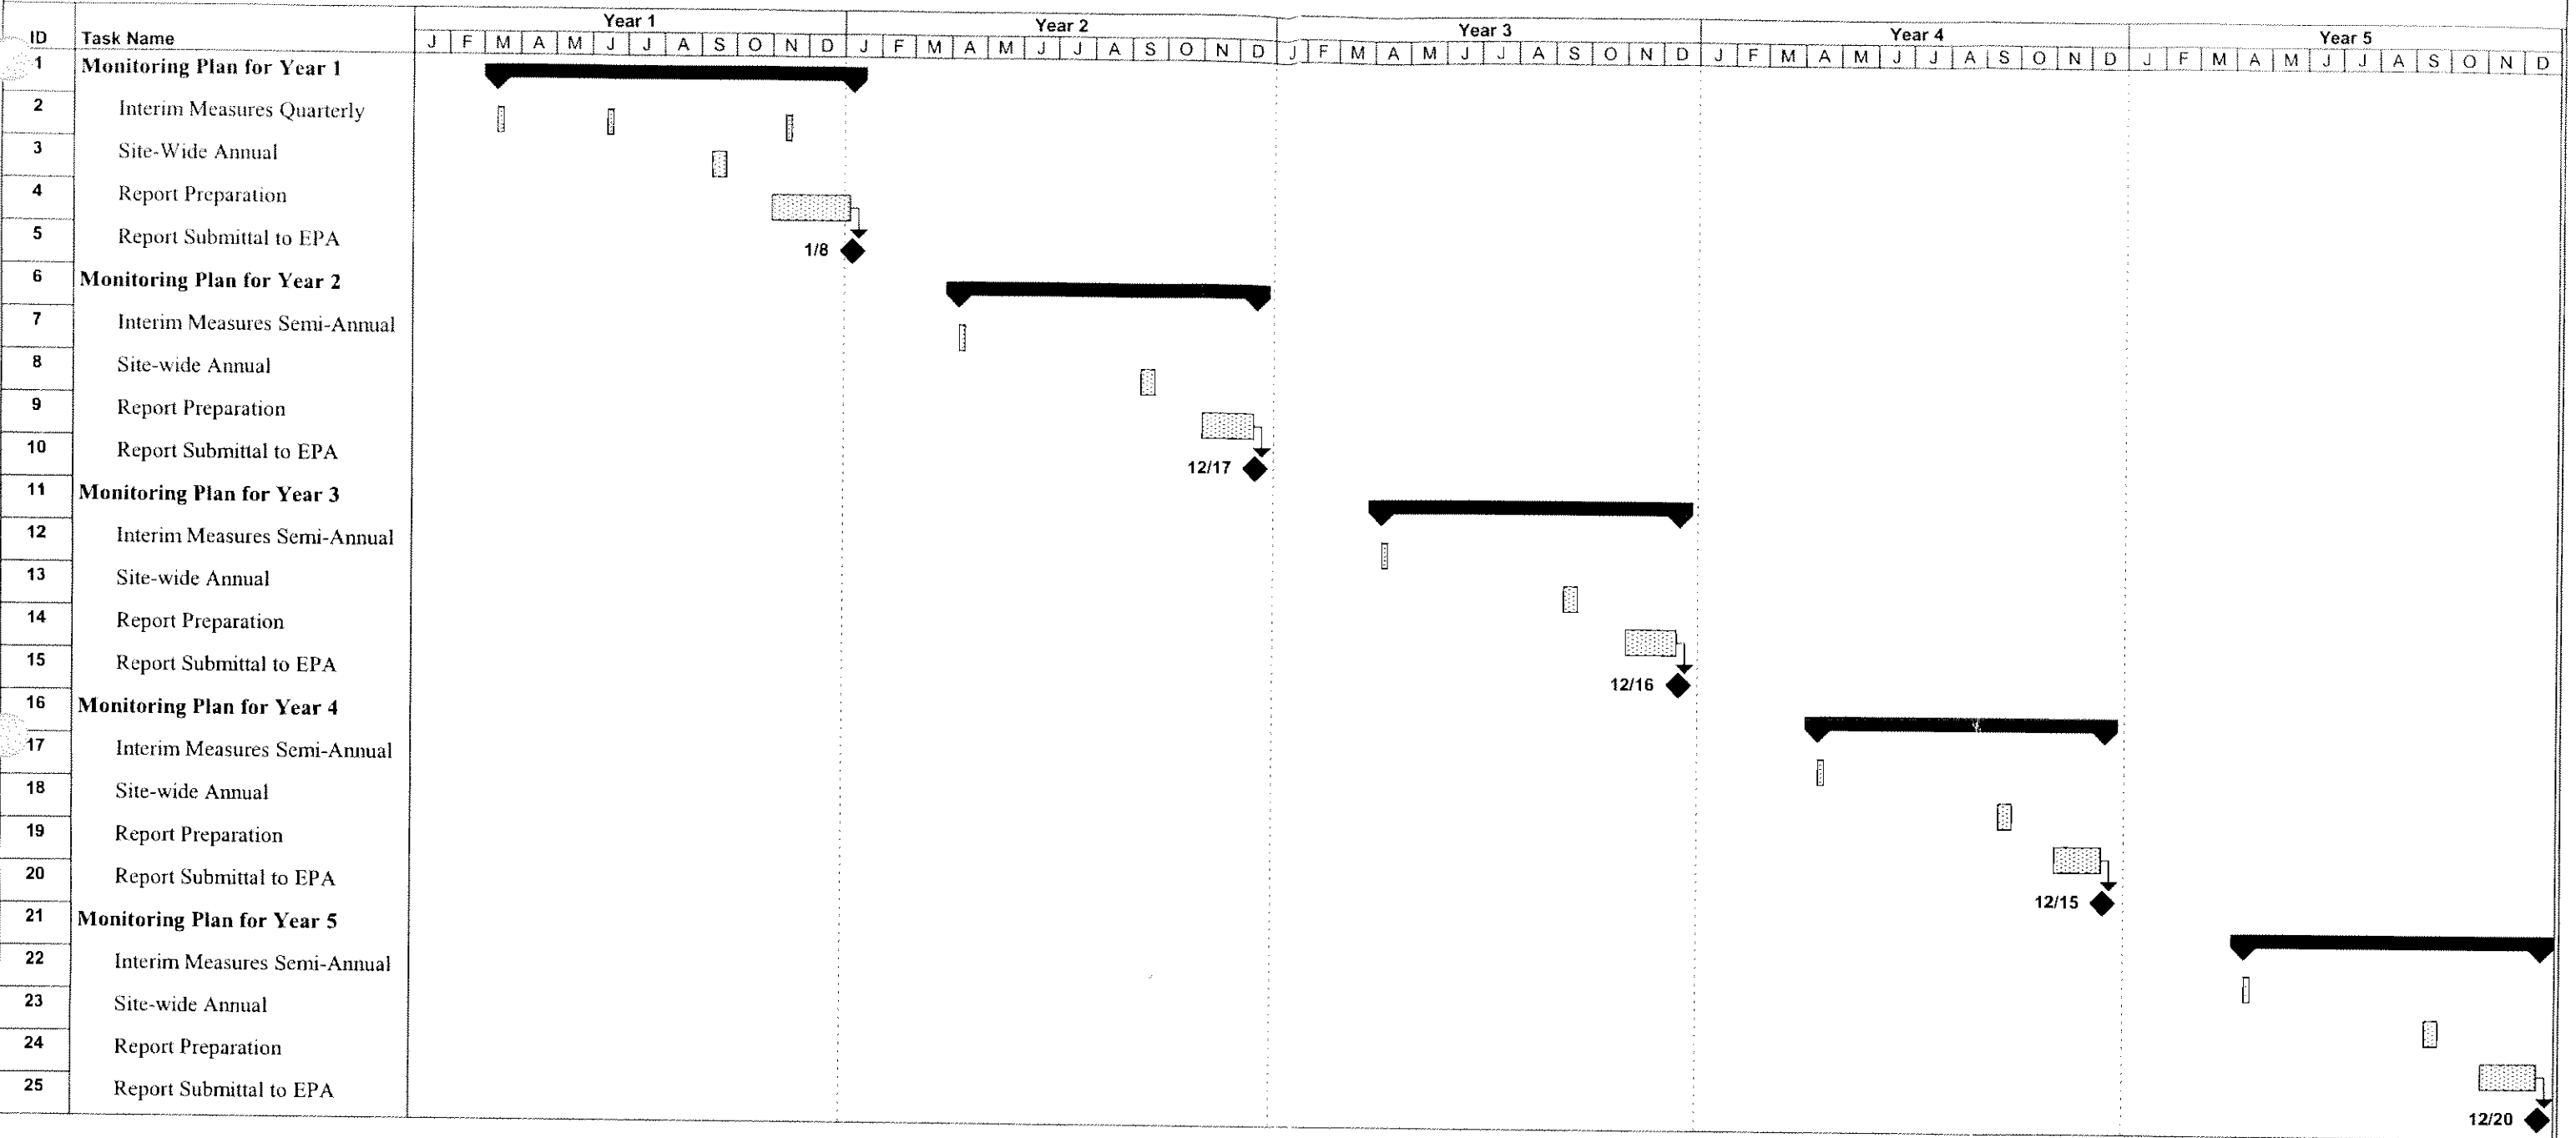 Year 1 Year 2 Year 3 Year 4 Year 5
ID Task Name J F M A M J J A S O N D J F M A M J J A S O N D J F M A M J J A S O N D J F M A M J J A S O N D J F M A M J J A S O N D
1 Monitoring Plan for Year 1
2 Interim Measures Quarterly
3 Site-Wide Annual
4 Report Preparation
5 Report Submittal to EPA 1/8
6 Monitoring Plan for Year 2
7 Interim Measures Semi-Annual
8 Site-wide Annual
9 Report Preparation
10 Report Submittal to EPA 12/17
11 Monitoring Plan for Year 3
12 Interim Measures Semi-Annual
13 Site-wide Annual
14 Report Preparation
15 Report Submittal to EPA 12/16
16 Monitoring Plan for Year 4
17 Interim Measures Semi-Annual
18 Site-wide Annual
19 Report Preparation
20 Report Submittal to EPA 12/15
21 Monitoring Plan for Year 5
22 Interim Measures Semi-Annual
23 Site-wide Annual
24 Report Preparation
25 Report Submittal to EPA 12/20